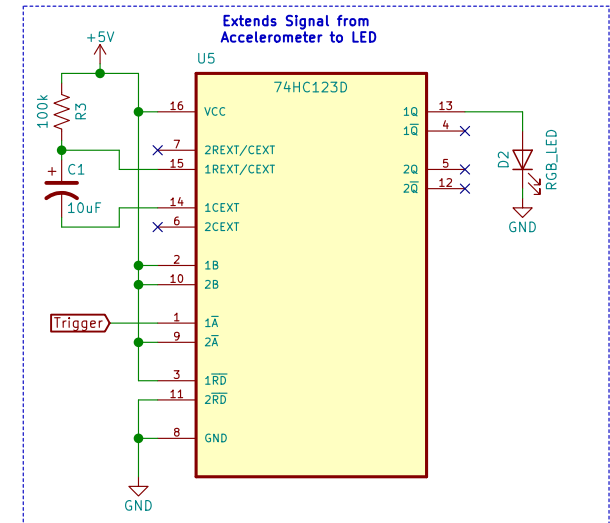 Extends Signal from
Accelerometer to LED
+5V
U5
74HC123D
100k
R3
16 VCC
1Q 13
1Q 4
7 2REXT/CEXT
15 1REXT/CEXT
2Q 5
2Q 12
D2
RGB_LED
C1
+
10uF
14 1CEXT
6 2CEXT
GND
2 1B
10 2B
Trigger
1 1A
9 2A
3 1RD
11 2RD
8 GND
GND